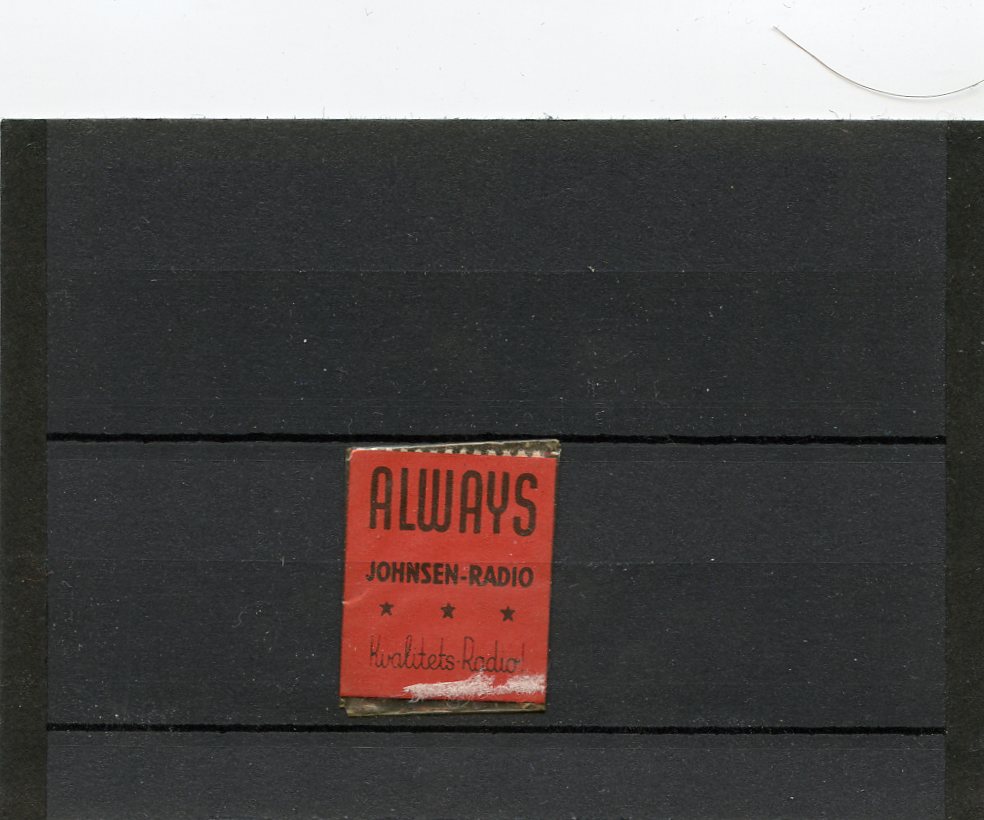 ALWAYS
JOHNSEN-RADIO
★ ★ ★
Kvalitets-Radio!